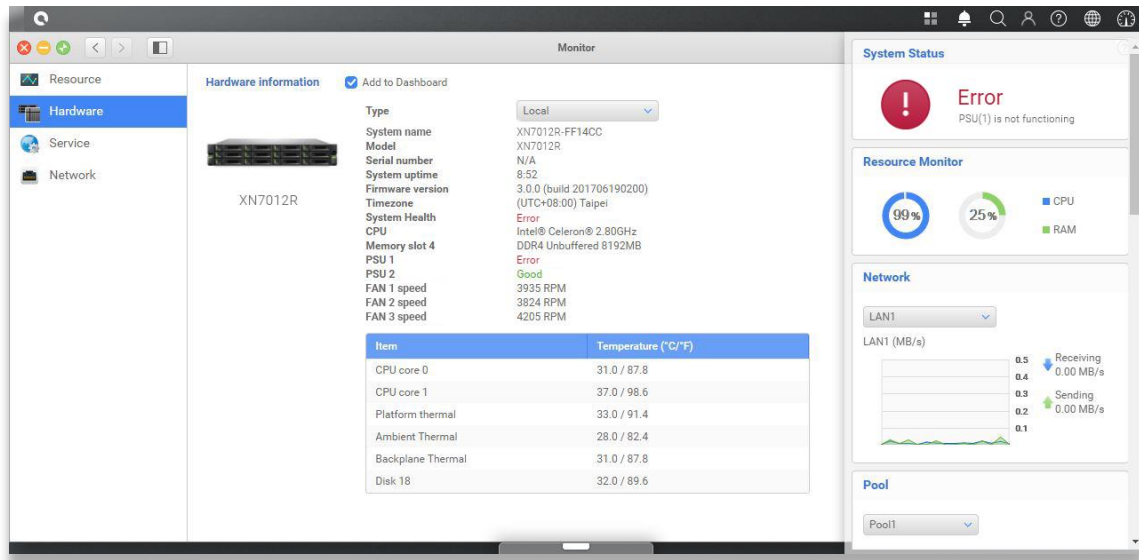 Monitor
Resource
Hardware
Service
Network
Hardware information
Add to Dashboard
XN7012R
Type Local
System name XN7012R-FF14CC
Model XN7012R
Serial number N/A
System uptime 8:52
Firmware version 3.0.0 (build 201706190200)
Timezone (UTC+08:00) Taipei
System Health Error
CPU Intel® Celeron® 2.80GHz
Memory slot 4 DDR4 Unbuffered 8192MB
PSU 1 Error
PSU 2 Good
FAN 1 speed 3935 RPM
FAN 2 speed 3824 RPM
FAN 3 speed 4205 RPM
Item Temperature (°C/°F)
CPU core 0 31.0 / 87.8
CPU core 1 37.0 / 98.6
Platform thermal 33.0 / 91.4
Ambient Thermal 28.0 / 82.4
Backplane Thermal 31.0 / 87.8
Disk 18 32.0 / 89.6
System Status
Error
PSU(1) is not functioning
Resource Monitor
99%
25%
CPU
RAM
Network
LAN1
LAN1 (MB/s)
0.5
0.4
0.3
0.2
0.1
Receiving
0.00 MB/s
Sending
0.00 MB/s
Pool
Pool1